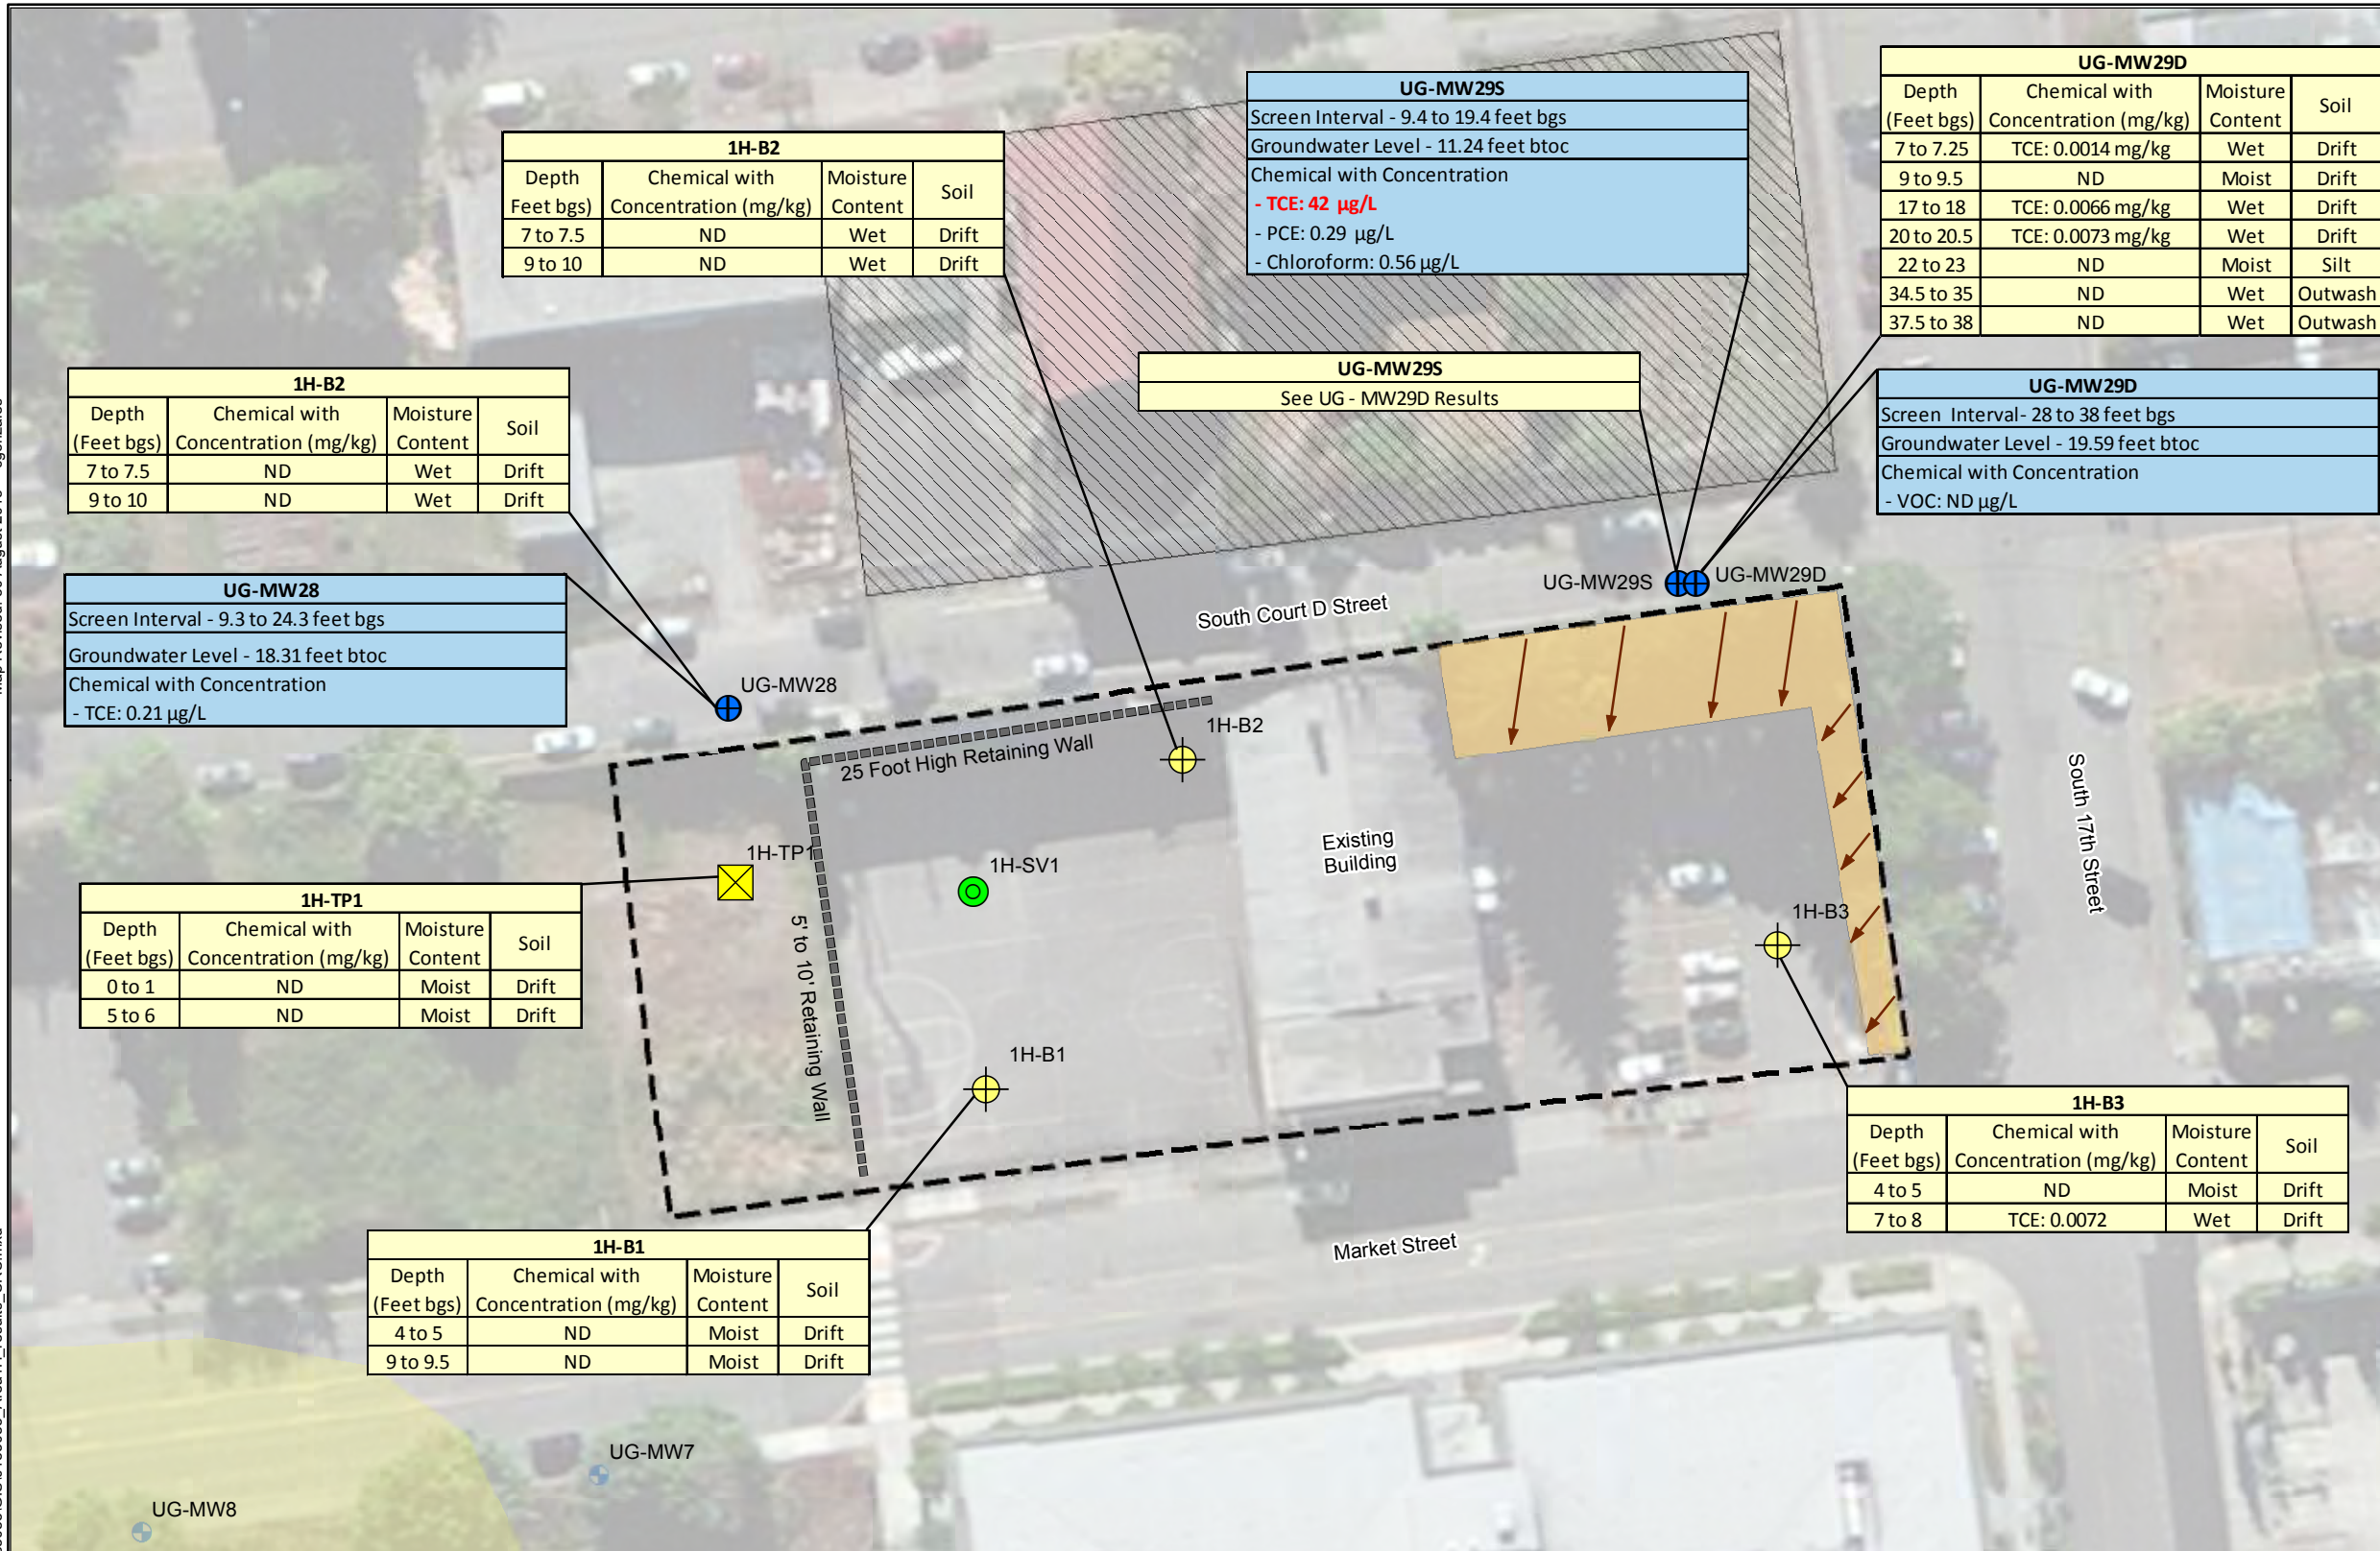 UG-MW29D
Depth (Feet bgs) Chemical with Concentration (mg/kg) Moisture Content Soil
7 to 7.25 TCE: 0.0014 mg/kg Wet Drift
9 to 9.5 ND Moist Drift
17 to 18 TCE: 0.0066 mg/kg Wet Drift
20 to 20.5 TCE: 0.0073 mg/kg Wet Drift
22 to 23 ND Moist Silt
34.5 to 35 ND Wet Outwash
37.5 to 38 ND Wet Outwash
UG-MW29S
Screen Interval - 9.4 to 19.4 feet bgs
Groundwater Level - 11.24 feet btoc
Chemical with Concentration
- TCE: 42 µg/L
- PCE: 0.29 µg/L
- Chloroform: 0.56 µg/L
1H-B2
Depth Feet bgs) Chemical with Concentration (mg/kg) Moisture Content Soil
7 to 7.5 ND Wet Drift
9 to 10 ND Wet Drift
UG-MW29S
See UG - MW29D Results
1H-B2
Depth (Feet bgs) Chemical with Concentration (mg/kg) Moisture Content Soil
7 to 7.5 ND Wet Drift
9 to 10 ND Wet Drift
UG-MW29D
Screen Interval- 28 to 38 feet bgs
Groundwater Level - 19.59 feet btoc
Chemical with Concentration
- VOC: ND µg/L
UG-MW28
Screen Interval - 9.3 to 24.3 feet bgs
Groundwater Level - 18.31 feet btoc
Chemical with Concentration
- TCE: 0.21 µg/L
UG-MW29S
UG-MW29D
South Court D Street
UG-MW28
1H-B2
25 Foot High Retaining Wall
South 17th Street
Existing
Building
1H-TP1
1H-SV1
5' to 10' Retaining Wall
1H-B3
1H-B1
1H-TP1
Depth (Feet bgs) Chemical with Concentration (mg/kg) Moisture Content Soil
0 to 1 ND Moist Drift
5 to 6 ND Moist Drift
1H-B3
Depth (Feet bgs) Chemical with Concentration (mg/kg) Moisture Content Soil
4 to 5 ND Moist Drift
7 to 8 TCE: 0.0072 Wet Drift
1H-B1
Depth (Feet bgs) Chemical with Concentration (mg/kg) Moisture Content Soil
4 to 5 ND Moist Drift
9 to 9.5 ND Moist Drift
Market Street
UG-MW7
UG-MW8